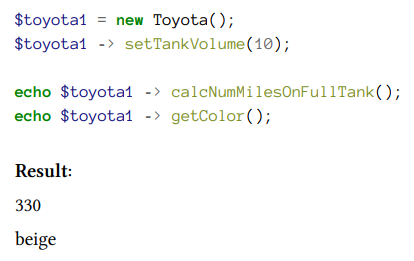 $toyota1 = new Toyota();
$toyota1 -> setTankVolume(10);
echo $toyota1 -> calcNumMilesOnFullTank();
echo $toyota1 -> getColor();
Result:
330
beige